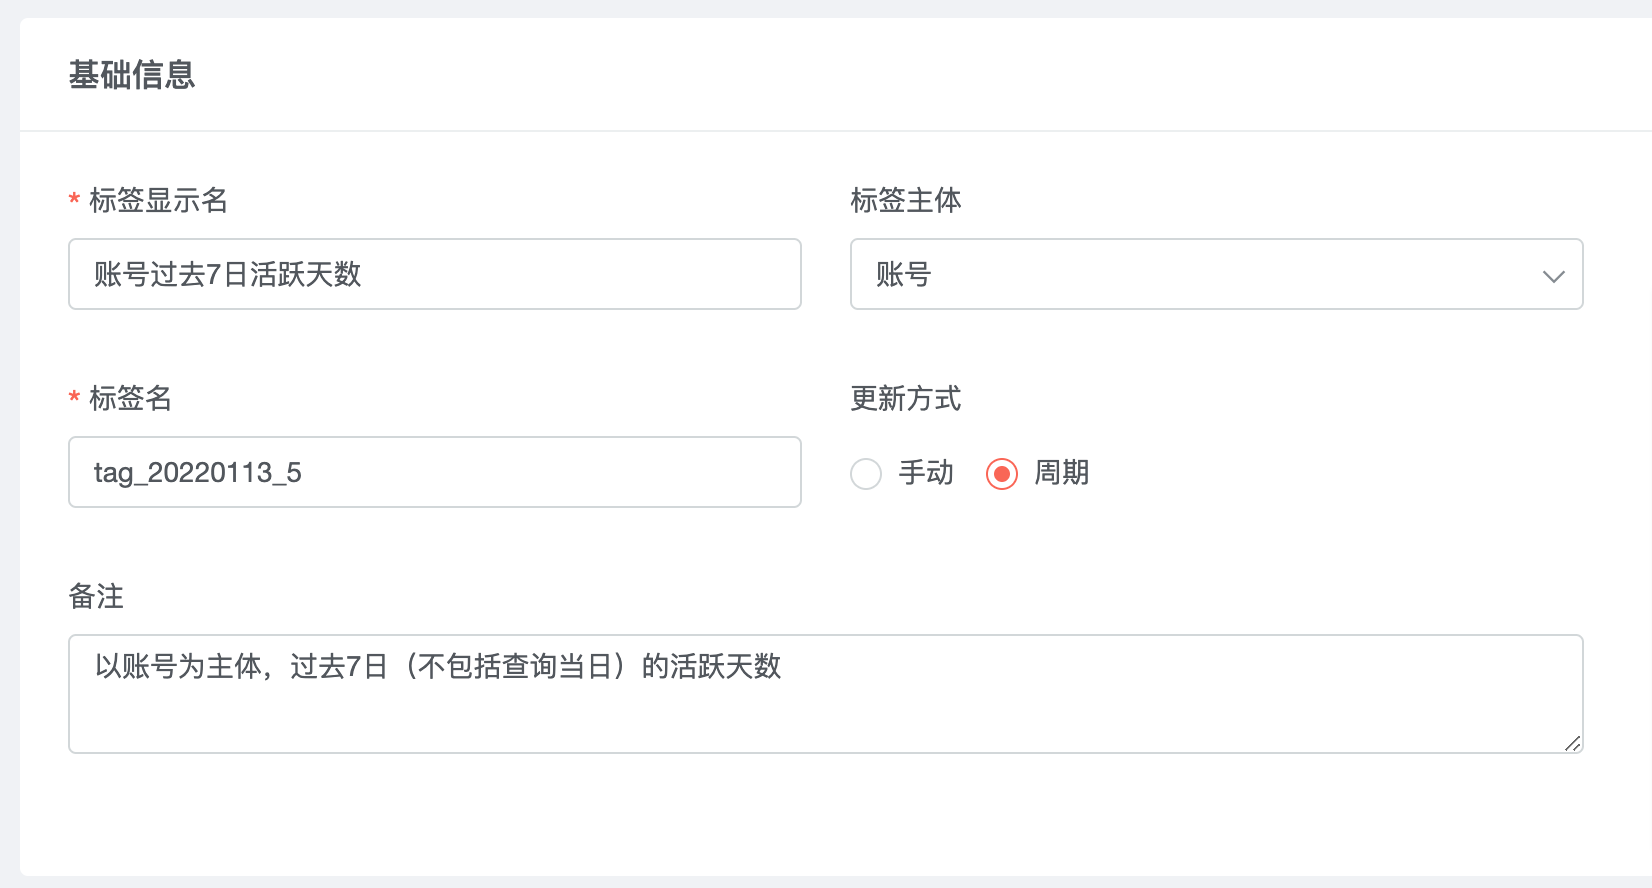 基础信息
* 标签显示名
标签主体
账号过去7日活跃天数
账号
* 标签名
更新方式
tag_20220113_5
手动 周期
备注
以账号为主体，过去7日（不包括查询当日）的活跃天数